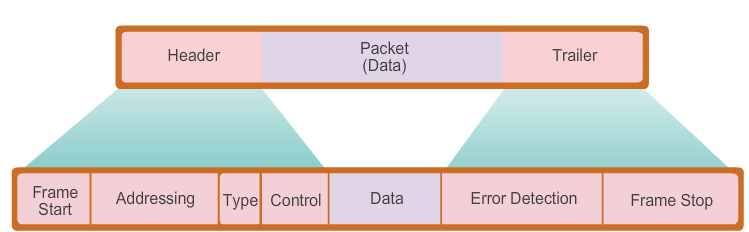 Header
Packet
(Data)
Trailer
Frame
Start
Addressing
Type
Control
Data
Error Detection
Frame Stop